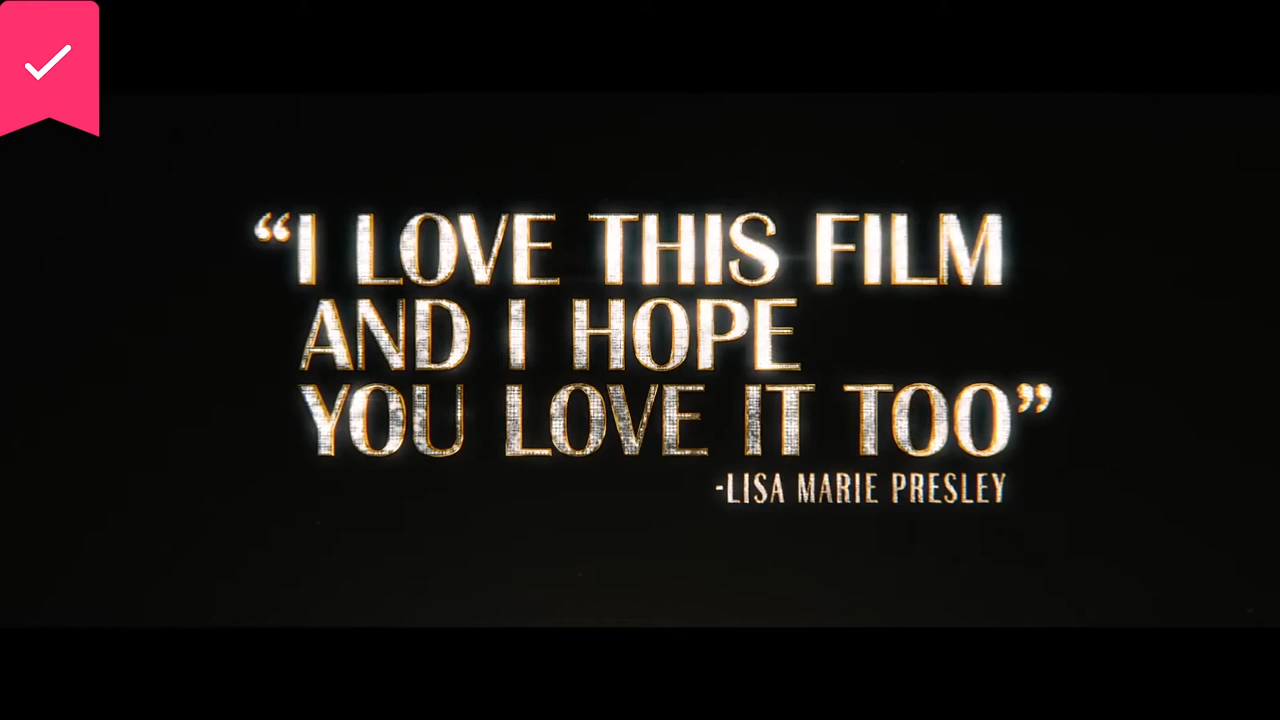 “I LOVE THIS FILM
AND I HOPE
YOU LOVE IT TOO”
-LISA MARIE PRESLEY